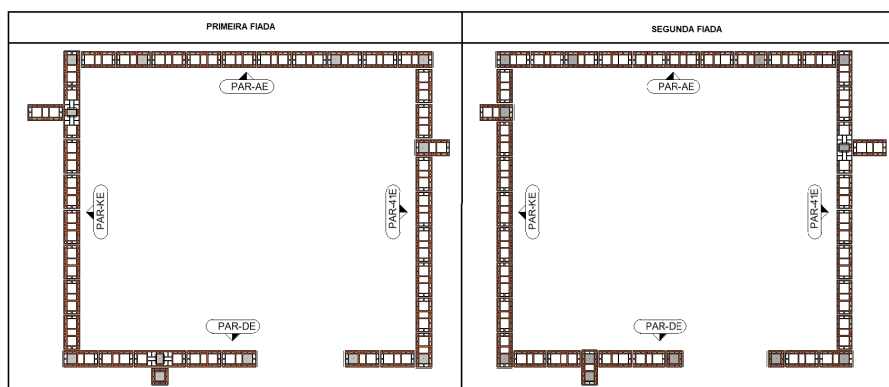 PRIMEIRA FIADA
SEGUNDA FIADA
PAR-AE
PAR-AE
PAR-KE
PAR-41E
PAR-KE
PAR-41E
PAR-DE
PAR-DE